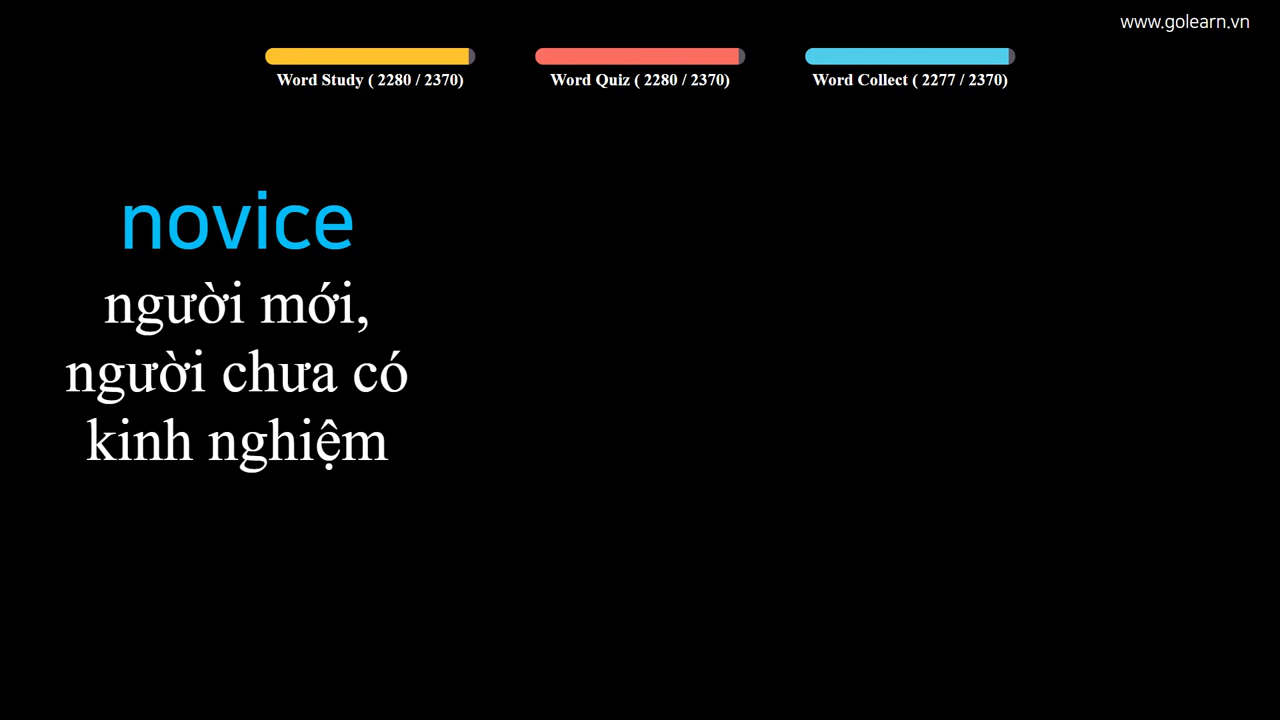 www.golearn.vn
Word Study ( 2280 / 2370)
Word Quiz ( 2280 / 2370)
Word Collect ( 2277 / 2370)
novice
người mới,
người chưa có
kinh nghiệm